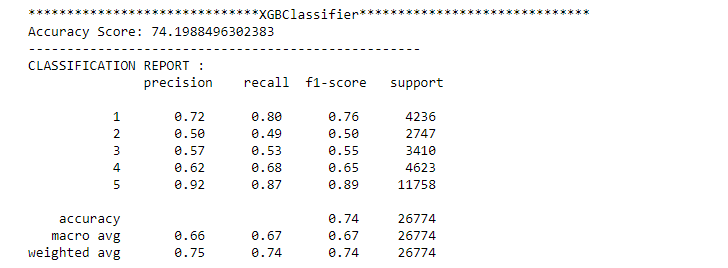 ******************************XGBClassifier******************************
Accuracy Score: 74.1988496302383
---------------------------------------------------
CLASSIFICATION REPORT :
precision recall f1-score support
1 0.72 0.80 0.76 4236
2 0.50 0.49 0.50 2747
3 0.57 0.53 0.55 3410
4 0.62 0.68 0.65 4623
5 0.92 0.87 0.89 11758
accuracy 0.74 26774
macro avg 0.66 0.67 0.67 26774
weighted avg 0.75 0.74 0.74 26774